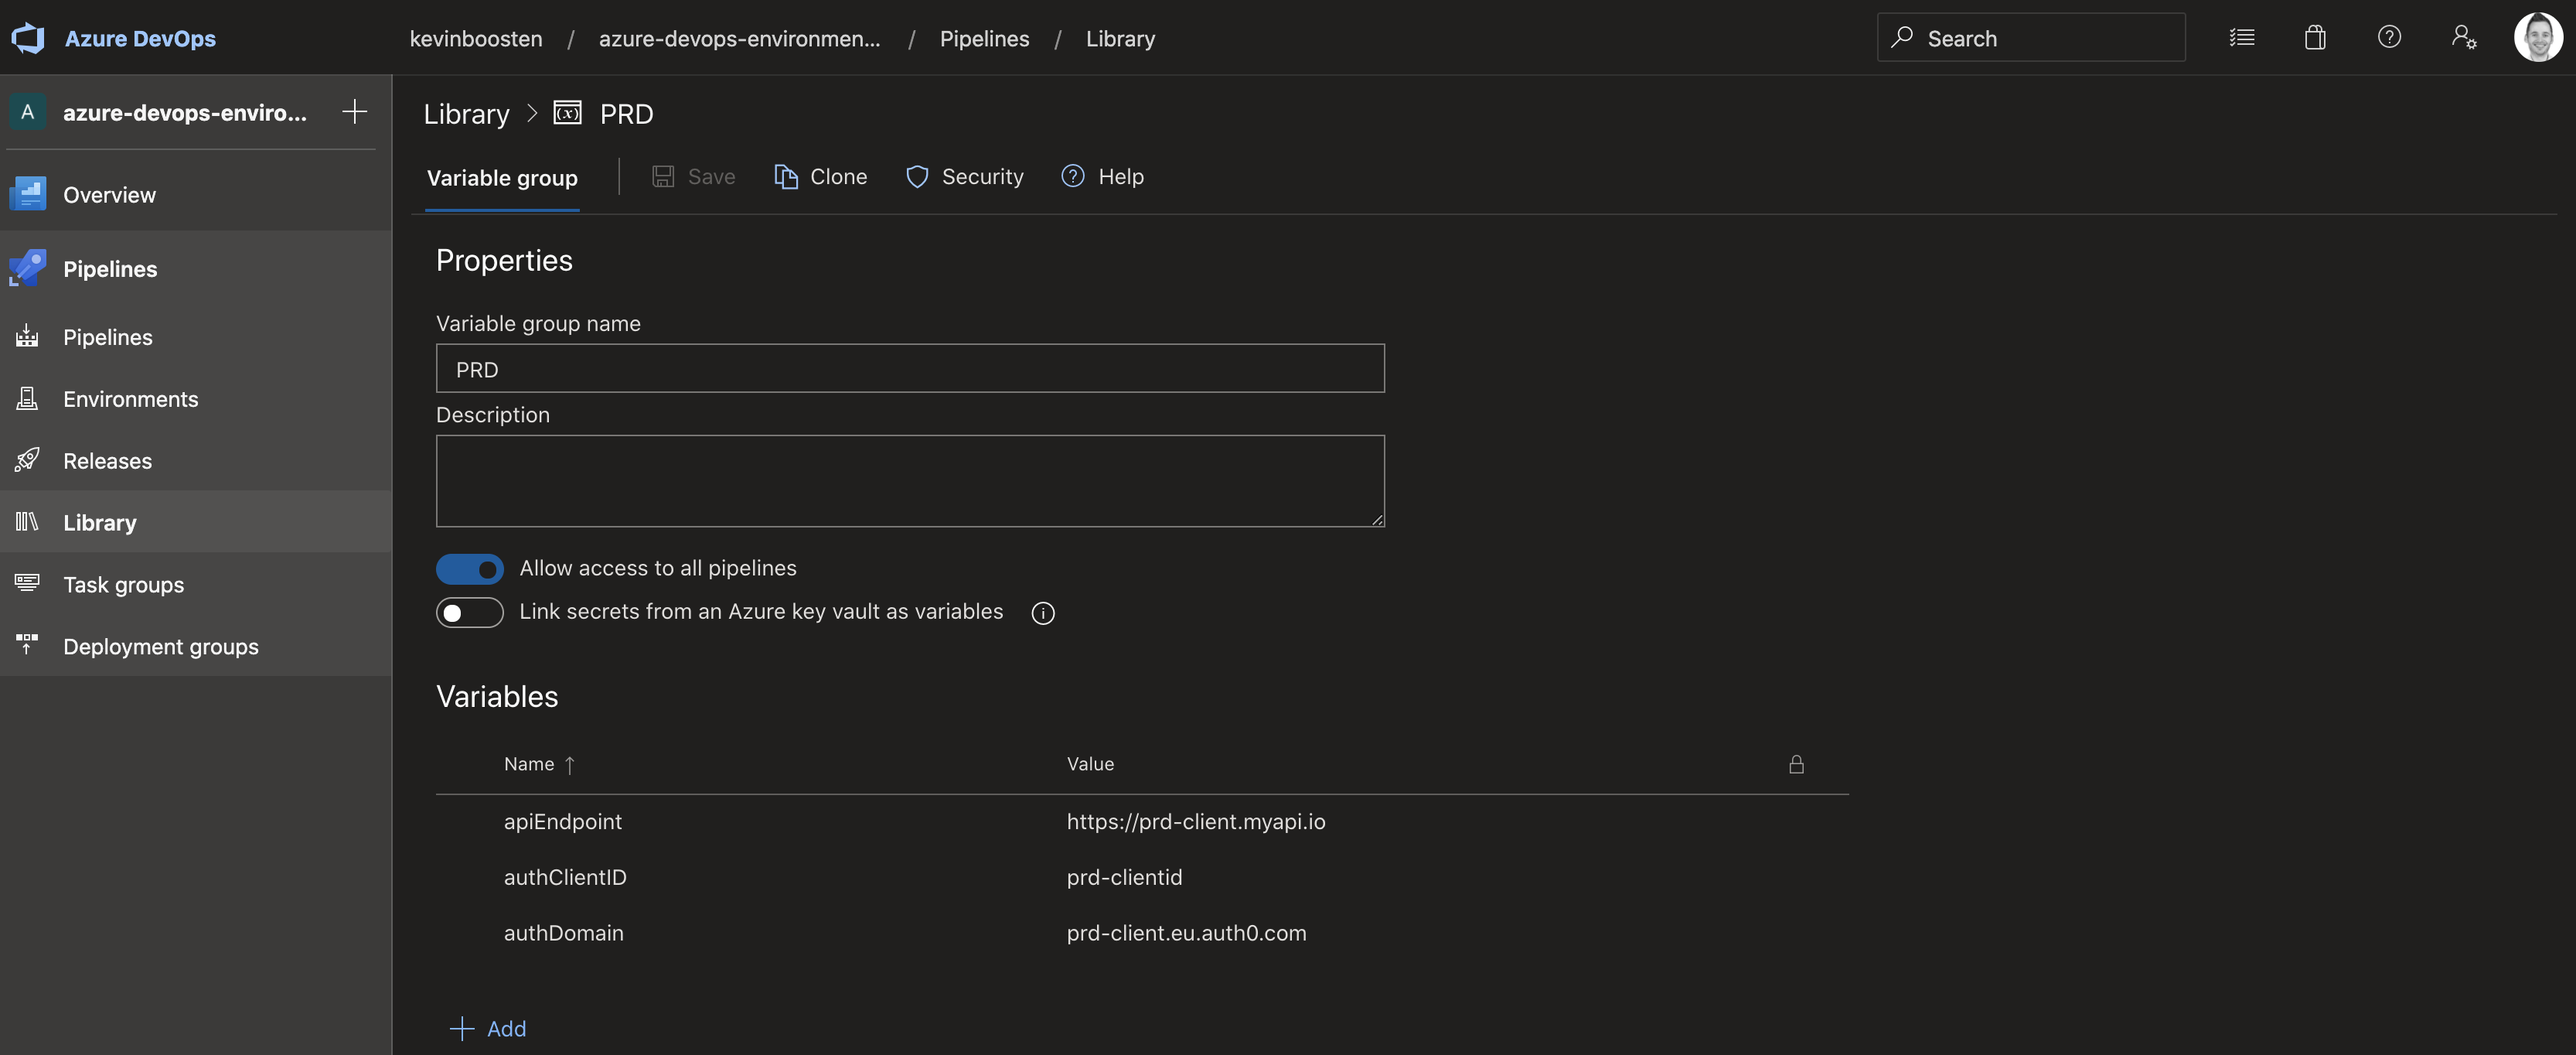 Azure DevOps
kevinboosten / azure-devops-environmen... / Pipelines / Library
Search
A azure-devops-enviro...
Overview
Pipelines
Pipelines
Environments
Releases
Library
Task groups
Deployment groups
Library > (x) PRD
Variable group Save Clone Security Help
Properties
Variable group name
PRD
Description
Allow access to all pipelines
Link secrets from an Azure key vault as variables
Variables
Name ↑ Value
apiEndpoint https://prd-client.myapi.io
authClientID prd-clientid
authDomain prd-client.eu.auth0.com
+ Add